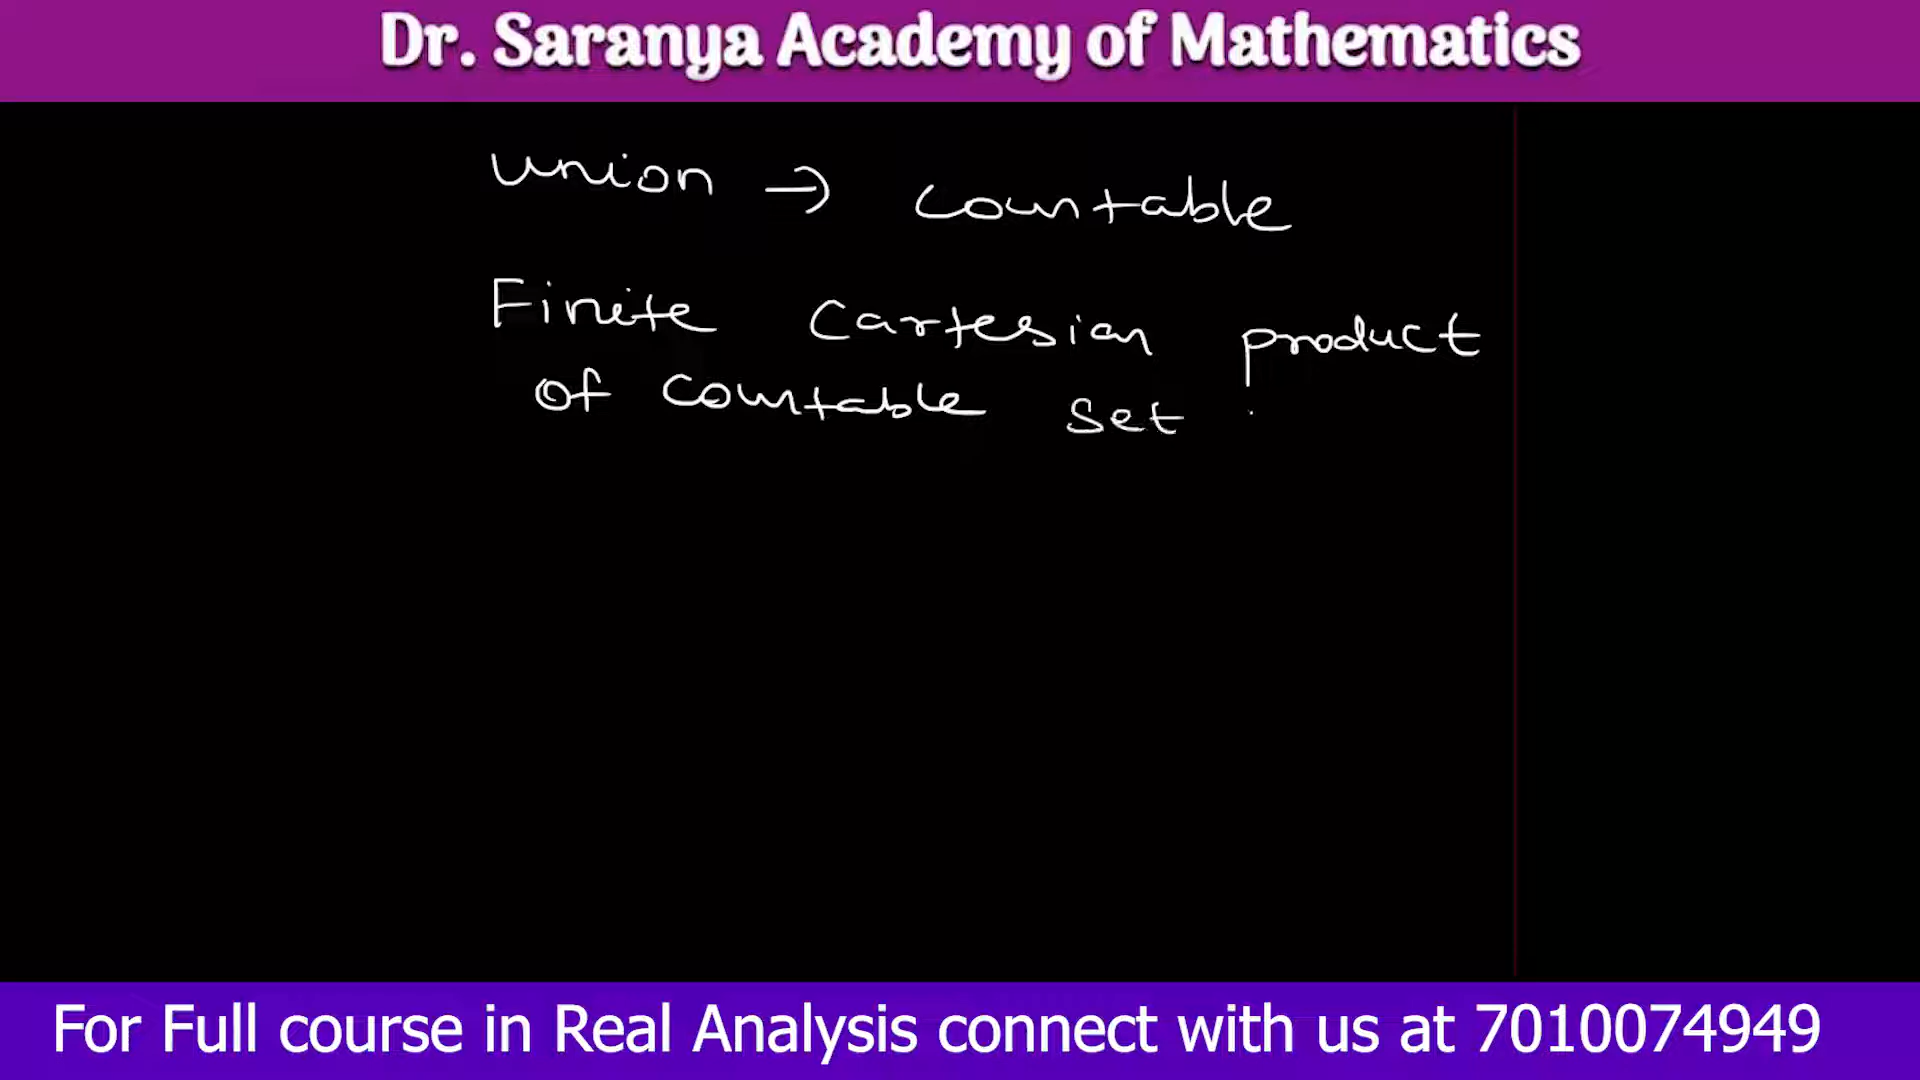 Dr. Saranya Academy of Mathematics
union → countable
Finite Cartesian product
of countable set
For Full course in Real Analysis connect with us at 7010074949